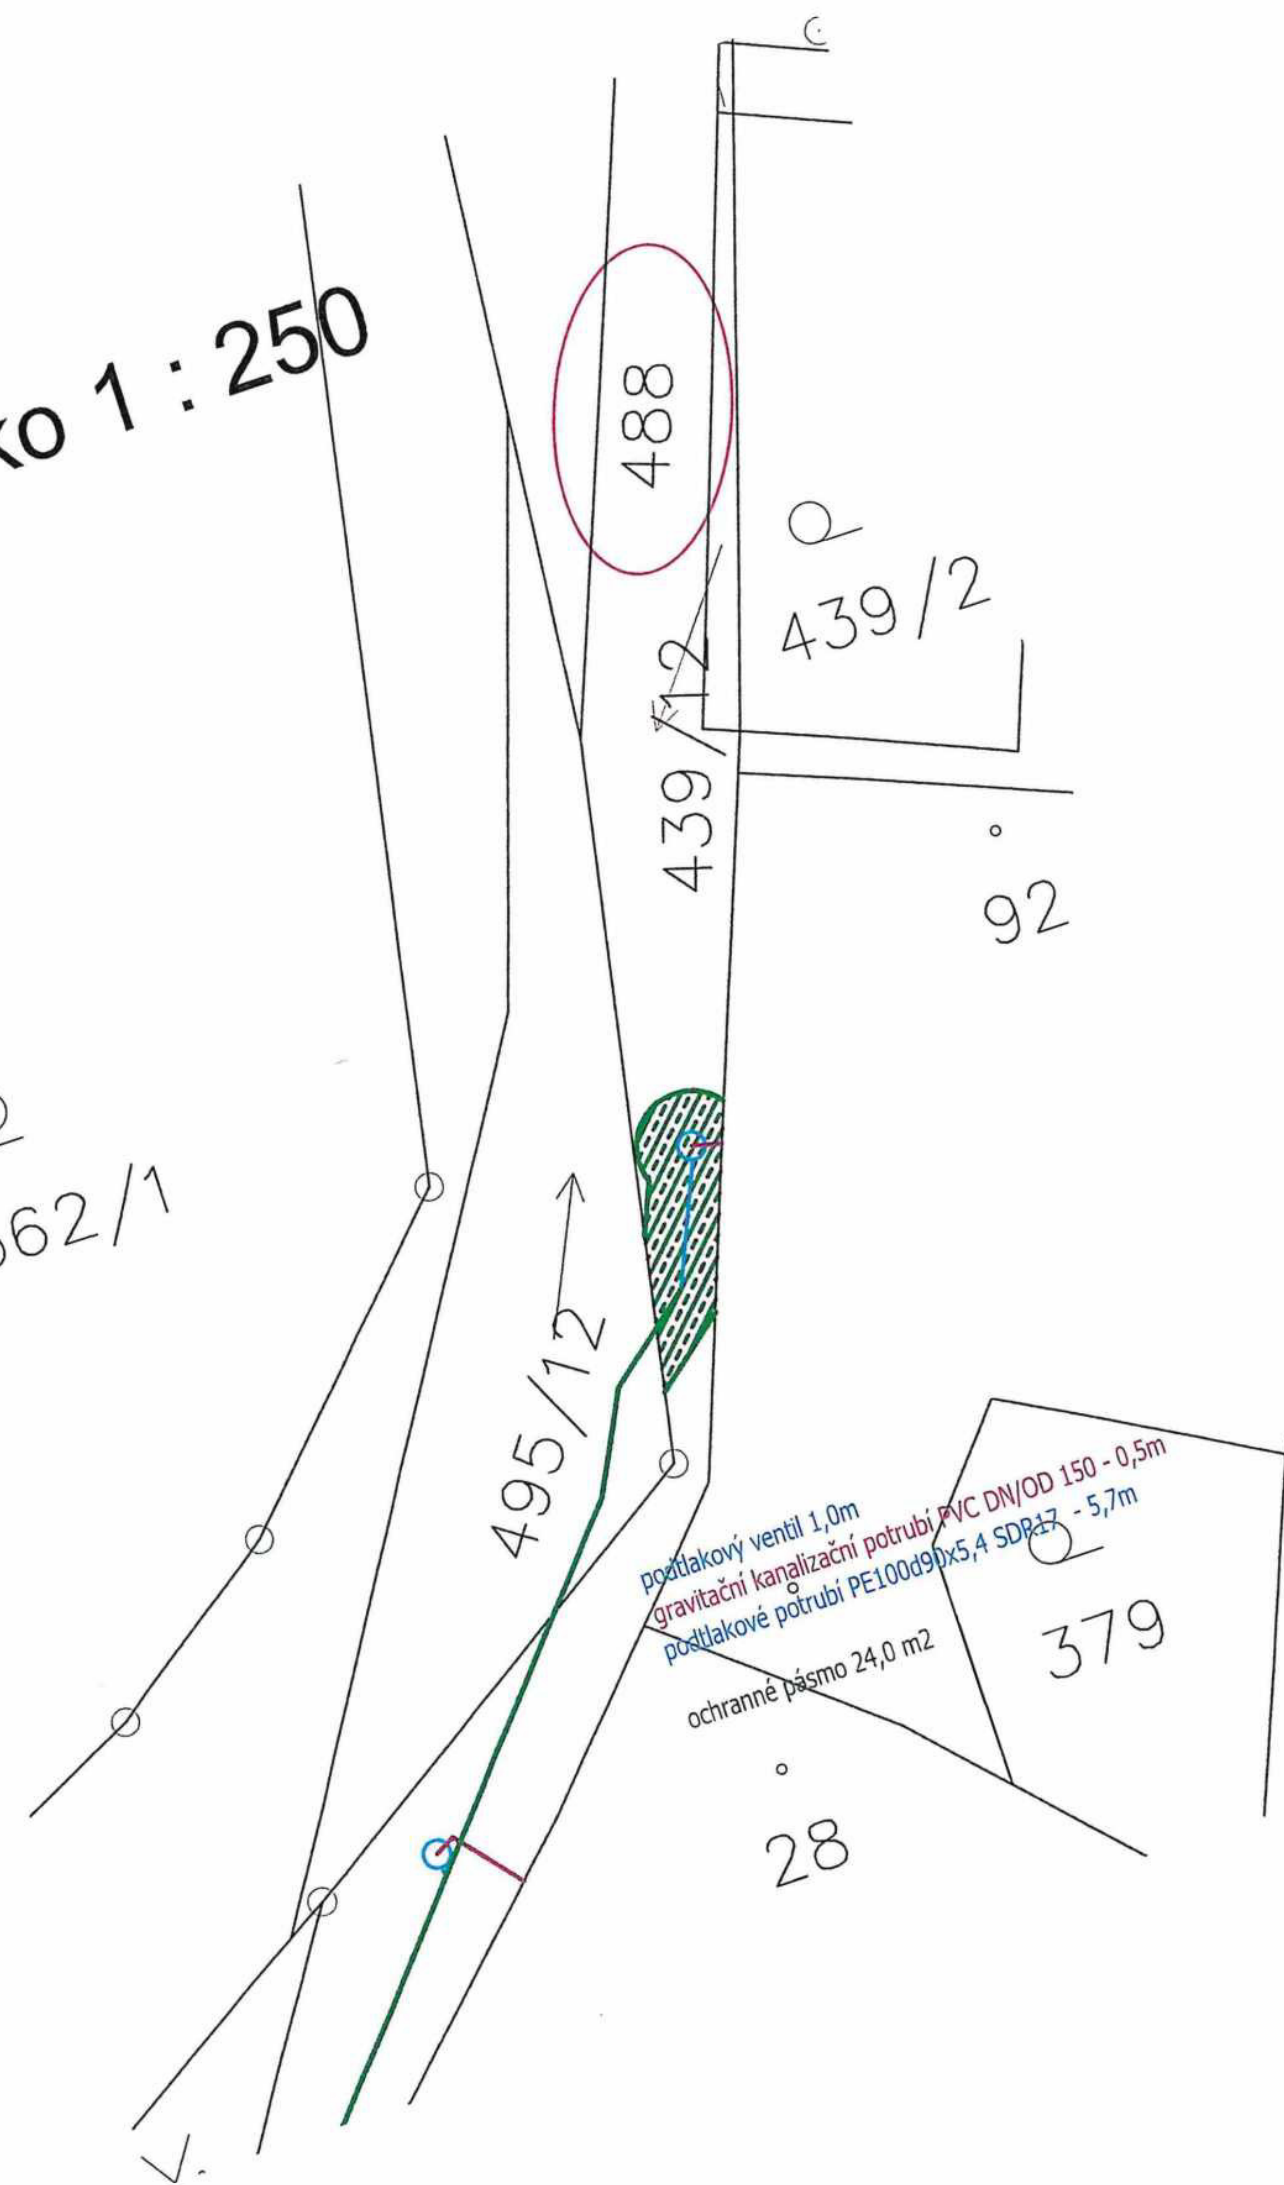 1 : 250
488
439/2
439/12
92
62/1
495/12
podtlakový ventil 1,0m
gravitační kanalizační potrubí PVC DN/OD 150 - 0,5m
podtlakové potrubí PE100d90x5,4 SDR17 - 5,7m
ochranné pásmo 24,0 m2
379
28
V.